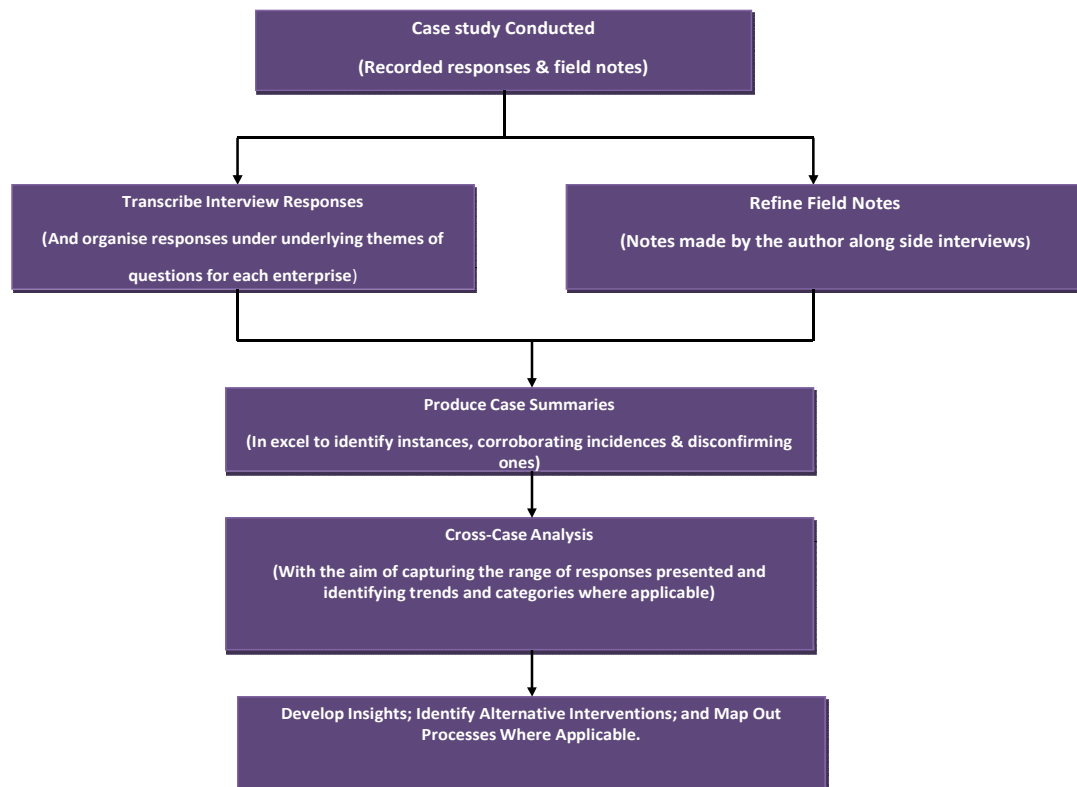 Case study Conducted
(Recorded responses & field notes)
Transcribe Interview Responses
(And organise responses under underlying themes of
questions for each enterprise)
Refine Field Notes
(Notes made by the author along side interviews)
Produce Case Summaries
(In excel to identify instances, corroborating incidences & disconfirming
ones)
Cross-Case Analysis
(With the aim of capturing the range of responses presented and
identifying trends and categories where applicable)
Develop Insights; Identify Alternative Interventions; and Map Out
Processes Where Applicable.